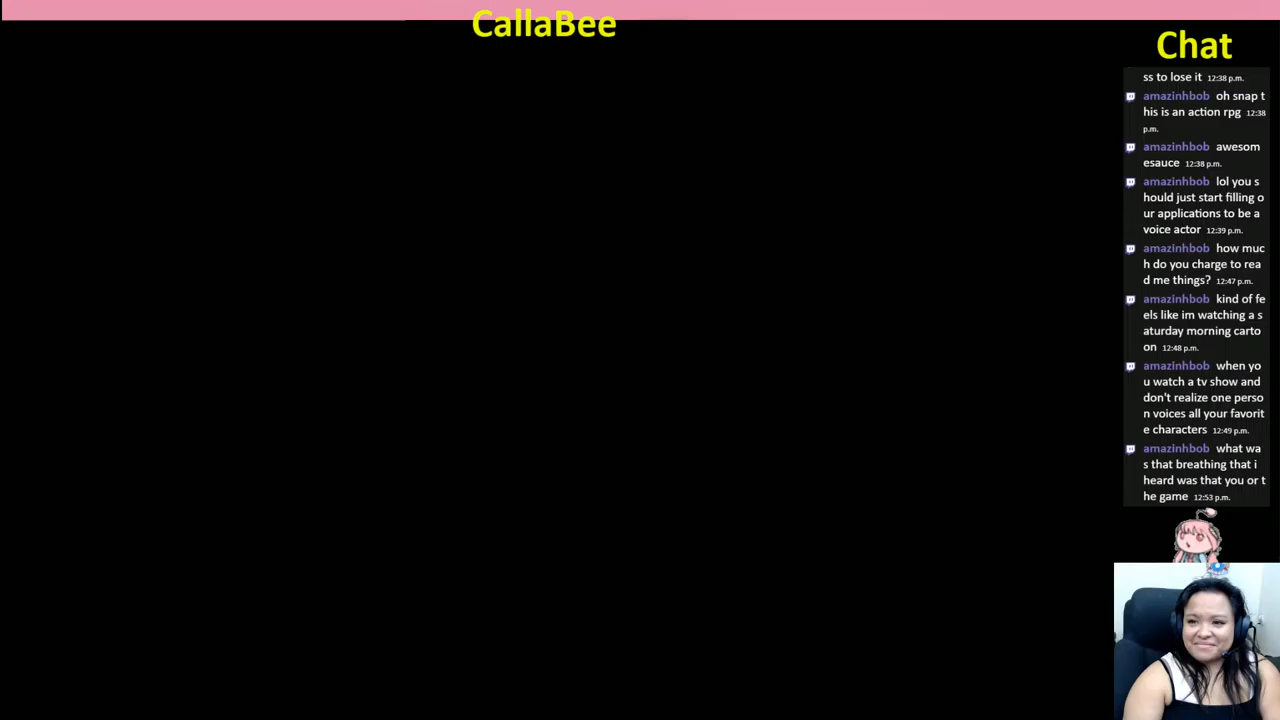 CallaBee
Chat
ss to lose it 12:38 p.m.
amazinhbob oh snap t
his is an action rpg 12:38
p.m.
amazinhbob awesom
esauce 12:38 p.m.
amazinhbob lol you s
hould just start filling o
ur applications to be a
voice actor 12:39 p.m.
amazinhbob how muc
h do you charge to rea
d me things? 12:47 p.m.
amazinhbob kind of fe
els like im watching a s
aturday morning carto
on 12:48 p.m.
amazinhbob when yo
u watch a tv show and
don't realize one perso
n voices all your favorit
e characters 12:49 p.m.
amazinhbob what wa
s that breathing that i
heard was that you or t
he game 12:53 p.m.